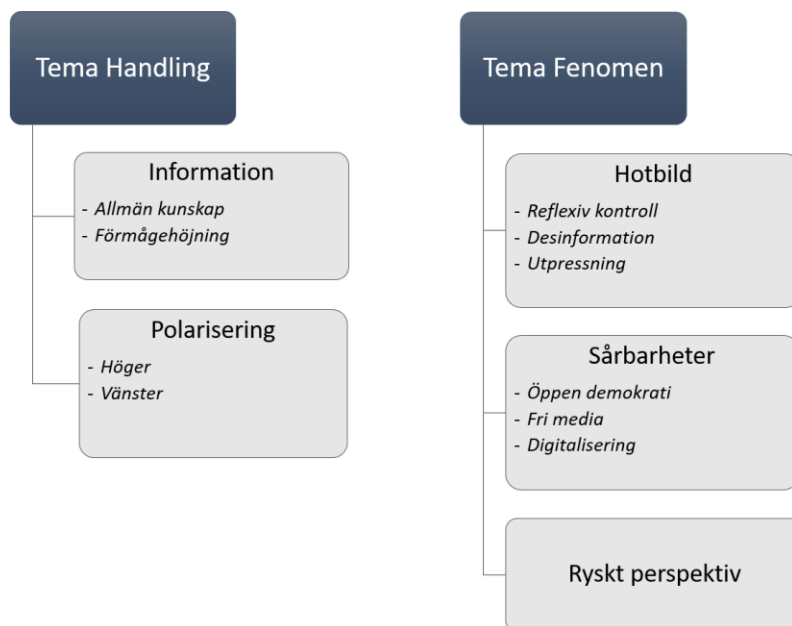 Tema Handling
Information
- Allmän kunskap
- Förmågehöjning
Polarisering
- Höger
- Vänster
Tema Fenomen
Hotbild
- Reflexiv kontroll
- Desinformation
- Utpressning
Sårbarheter
- Öppen demokrati
- Fri media
- Digitalisering
Ryskt perspektiv